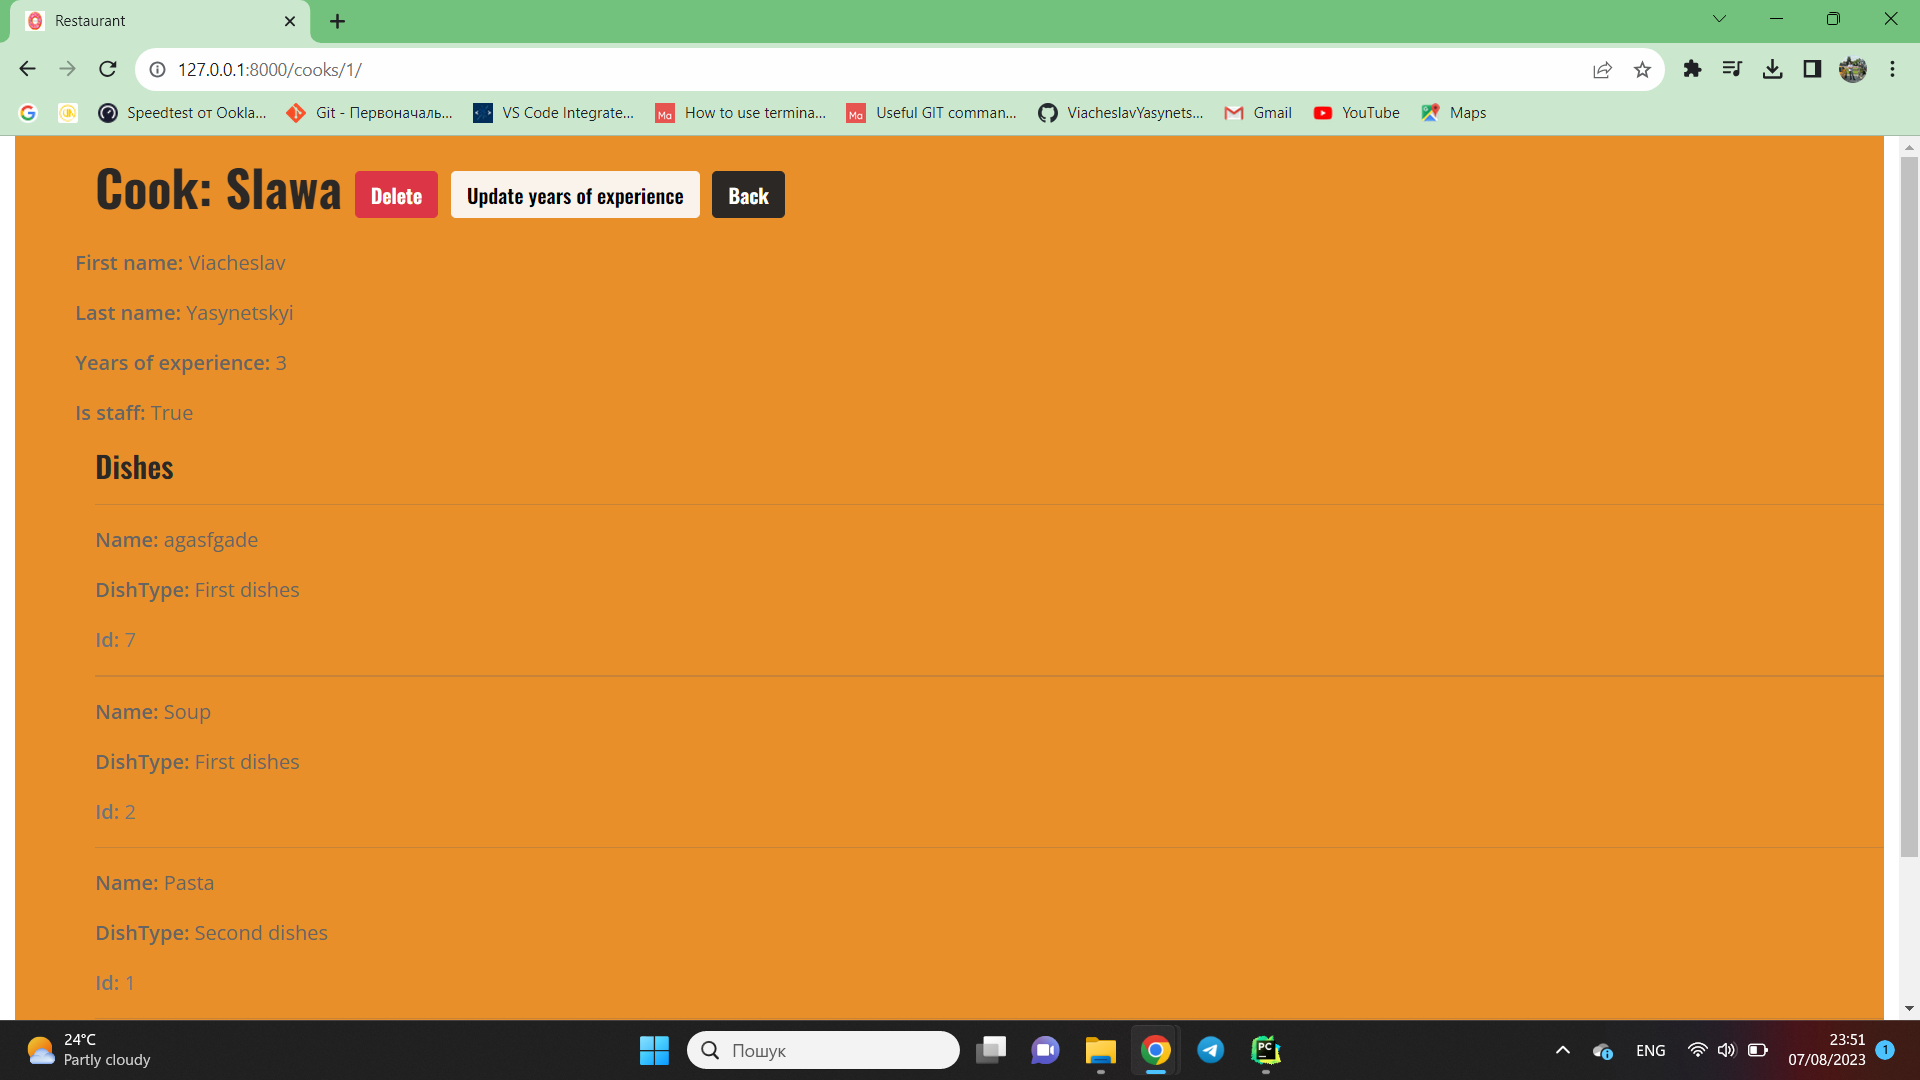 Restaurant
127.0.0.1:8000/cooks/1/
Speedtest от Ookla... Git - Первоначаль... VS Code Integrate... Ma How to use termina... Ma Useful GIT comman... ViacheslavYasynets... Gmail YouTube Maps
Cook: Slawa Delete Update years of experience Back
First name: Viacheslav
Last name: Yasynetskyi
Years of experience: 3
Is staff: True
Dishes
Name: agasfgade
DishType: First dishes
Id: 7
Name: Soup
DishType: First dishes
Id: 2
Name: Pasta
DishType: Second dishes
Id: 1
24°C
Partly cloudy
Пошук
PC
ENG
23:51
07/08/2023
1